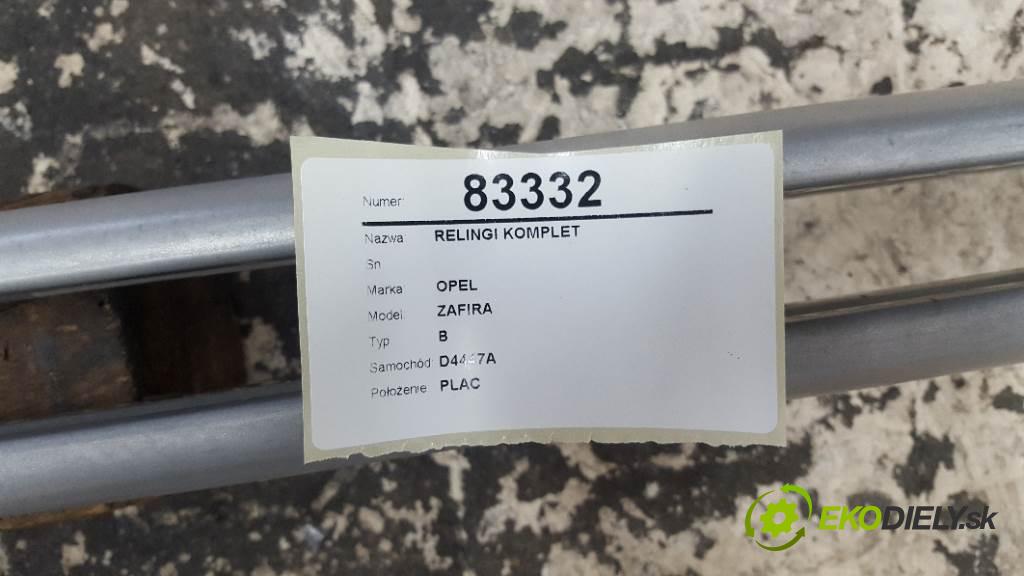 Numer: 83332
Nazwa RELINGI KOMPLET
Sn
Marka OPEL
Model: ZAFIRA
Typ B
Samochód:
Położenie PLAC
EKODIELY.sk